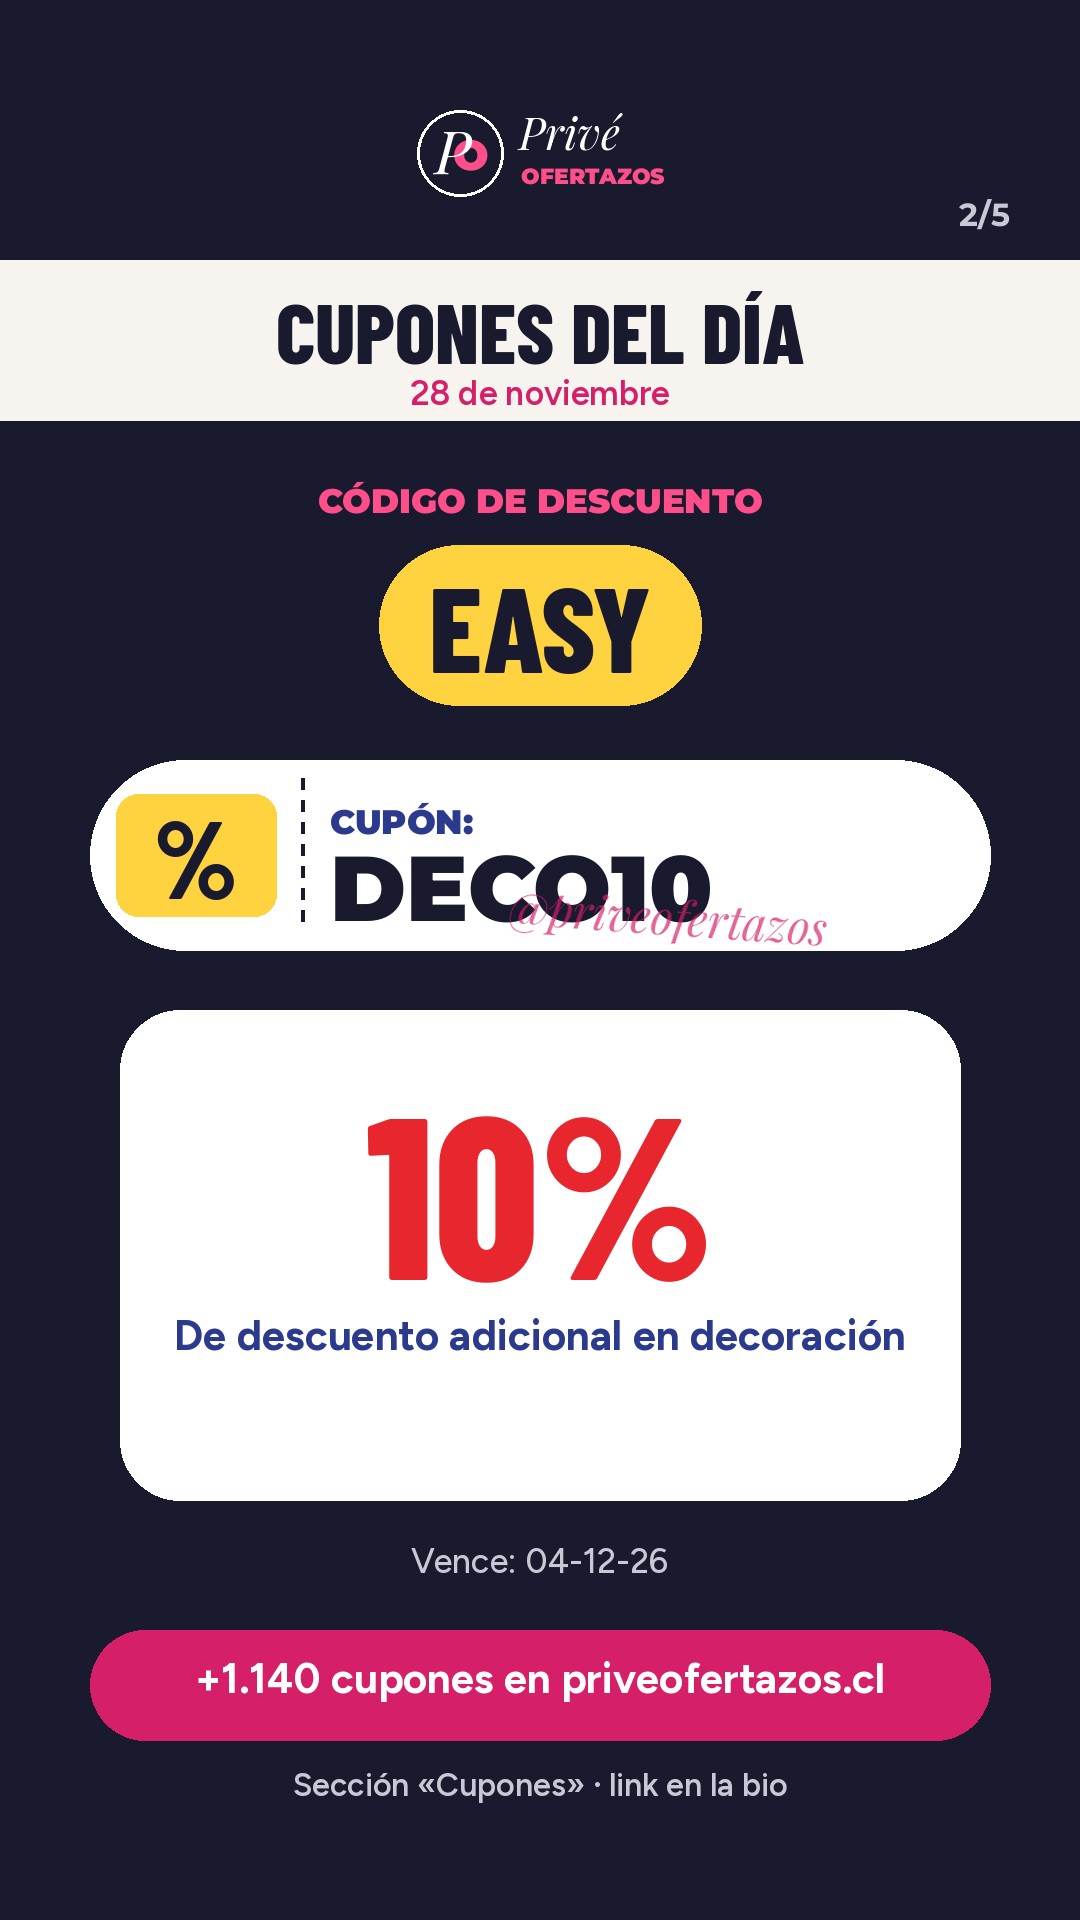 Po Privé
OFERTAZOS
2/5
CUPONES DEL DÍA
28 de noviembre
CÓDIGO DE DESCUENTO
EASY
%
CUPÓN:
DECO10
@priveofertazos
10%
De descuento adicional en decoración
Vence: 04-12-26
+1.140 cupones en priveofertazos.cl
Sección «Cupones» · link en la bio